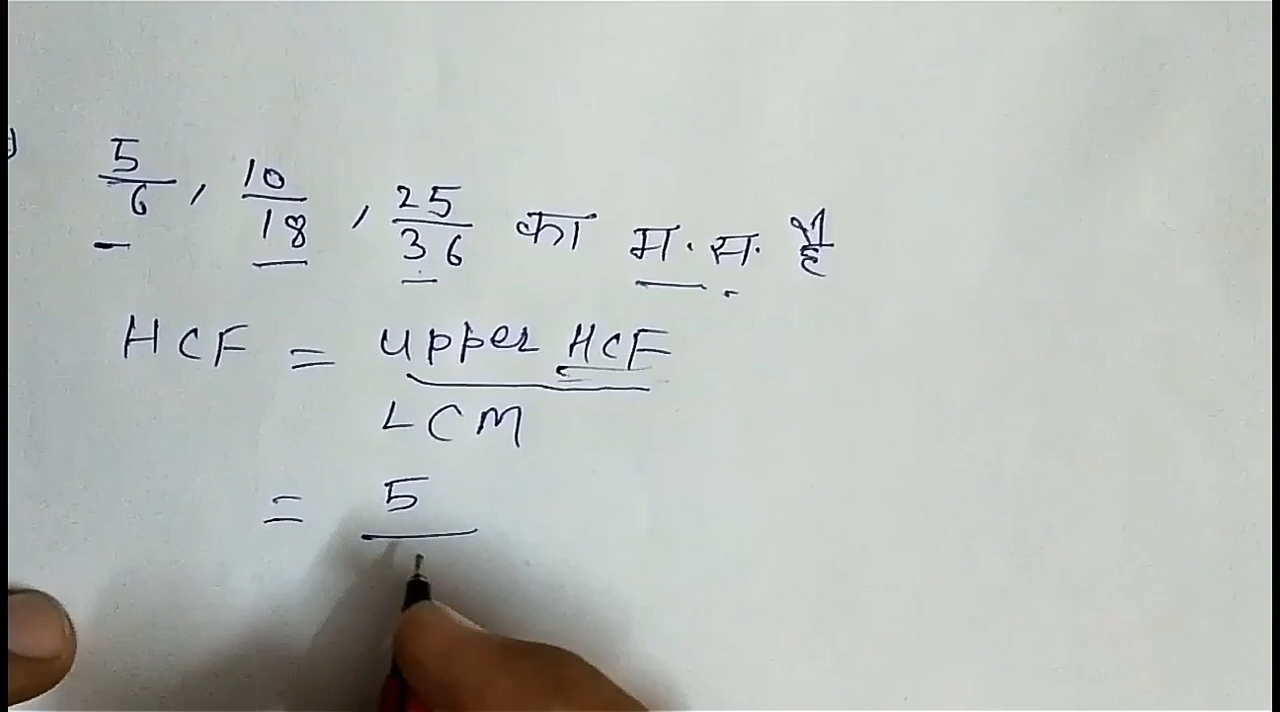 5/6, 10/18, 25/36 का म.स. है
HCF = upper HCF
LCM
= 5